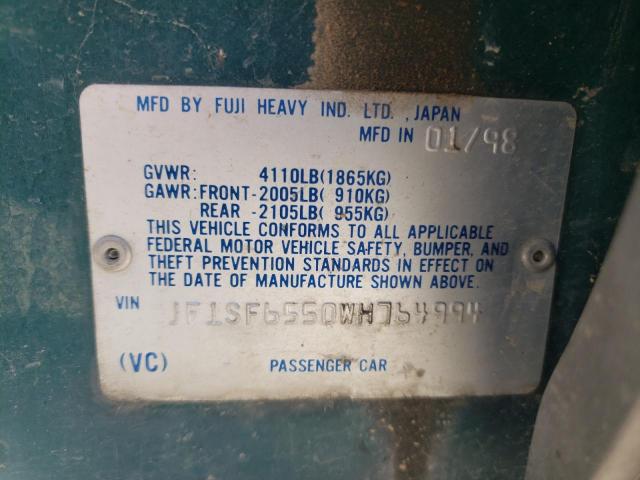 MFD BY FUJI HEAVY IND. LTD., JAPAN
MFD IN 01/98
GVWR: 4110LB(1865KG)
GAWR:FRONT-2005LB( 910KG)
REAR -2105LB( 955KG)
THIS VEHICLE CONFORMS TO ALL APPLICABLE
FEDERAL MOTOR VEHICLE SAFETY, BUMPER, AND
THEFT PREVENTION STANDARDS IN EFFECT ON
THE DATE OF MANUFACTURE SHOWN ABOVE.
VIN JF1SF6550WH764994
(VC) PASSENGER CAR